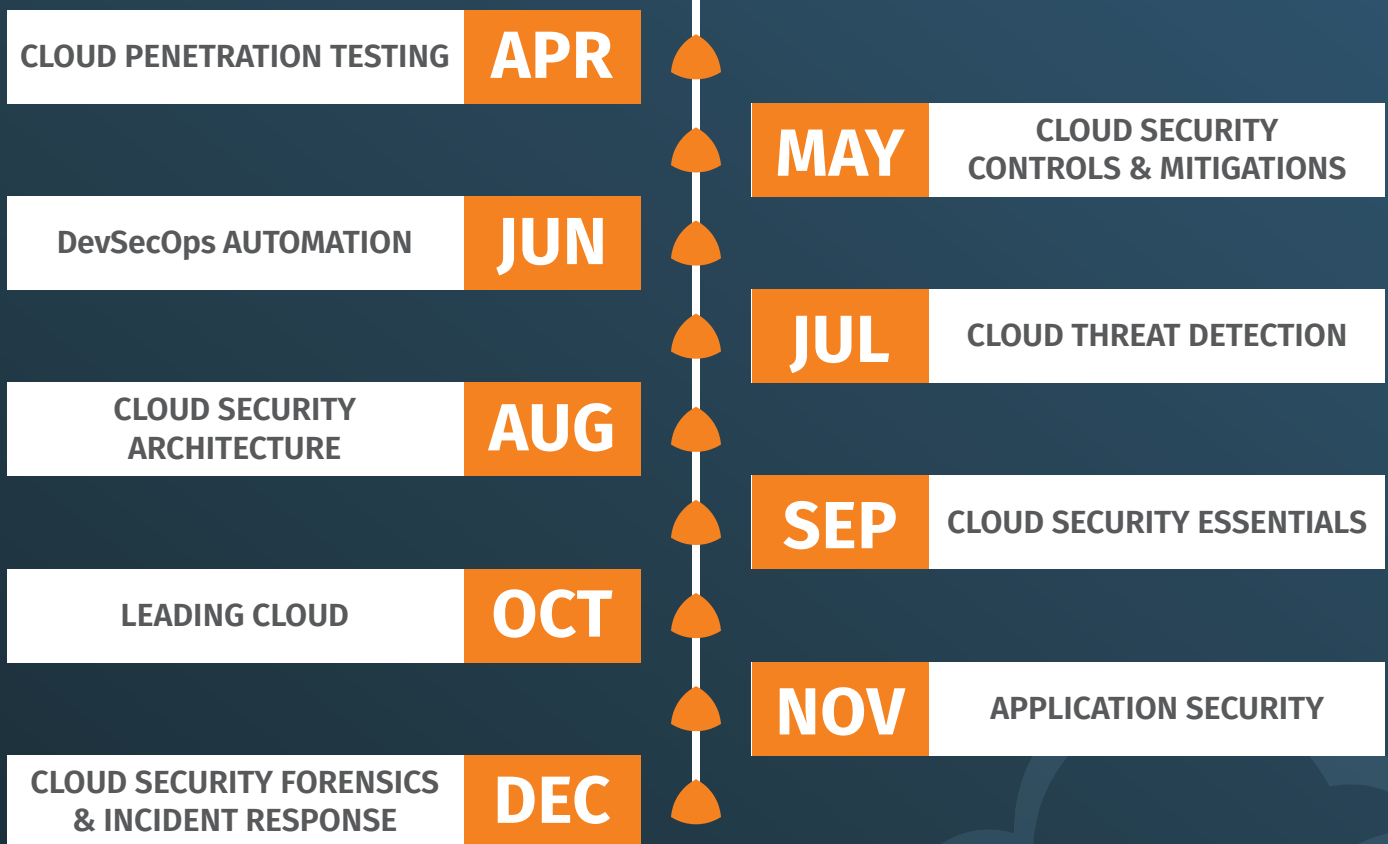 CLOUD PENETRATION TESTING
APR
MAY
CLOUD SECURITY
CONTROLS & MITIGATIONS
DevSecOps AUTOMATION
JUN
JUL
CLOUD THREAT DETECTION
CLOUD SECURITY
ARCHITECTURE
AUG
SEP
CLOUD SECURITY ESSENTIALS
LEADING CLOUD
OCT
NOV
APPLICATION SECURITY
CLOUD SECURITY FORENSICS
& INCIDENT RESPONSE
DEC